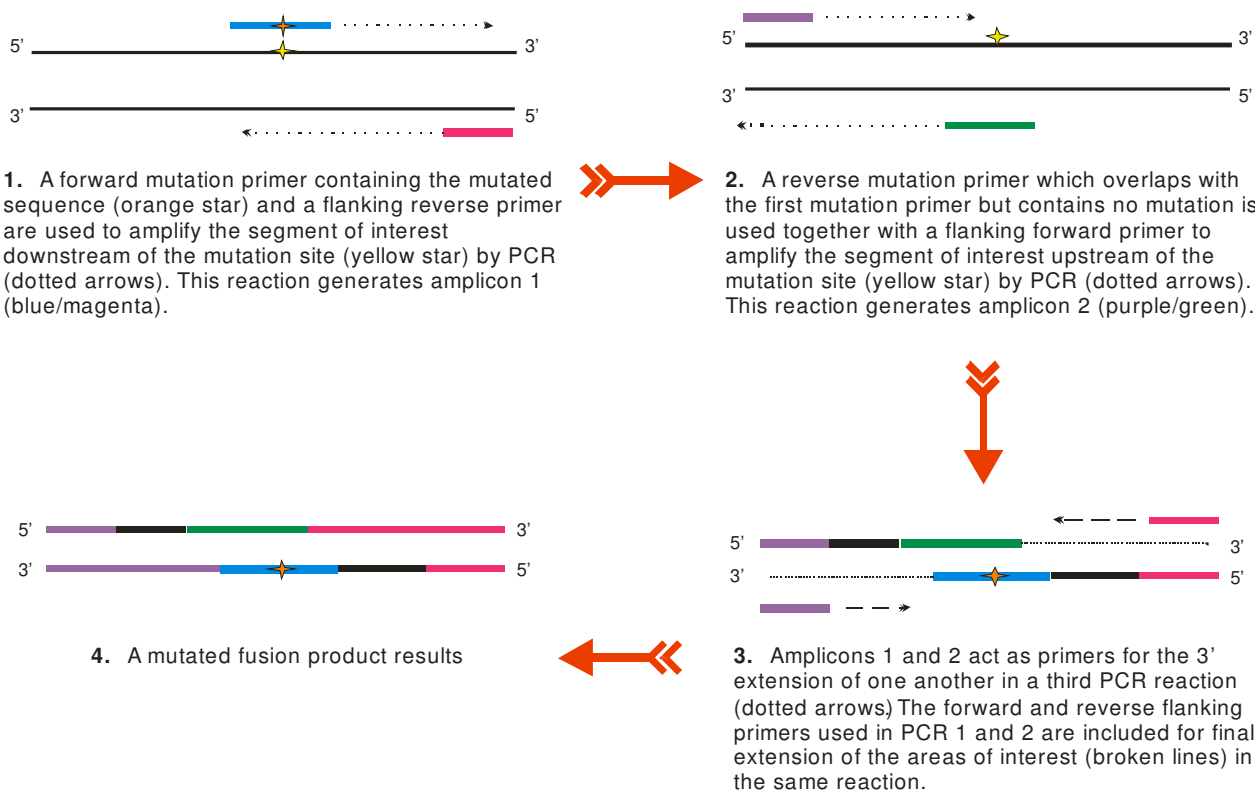 5’ 3’
3’ 5’
1. A forward mutation primer containing the mutated
sequence (orange star) and a flanking reverse primer
are used to amplify the segment of interest
downstream of the mutation site (yellow star) by PCR
(dotted arrows). This reaction generates amplicon 1
(blue/magenta).
5’ 3’
3’ 5’
2. A reverse mutation primer which overlaps with
the first mutation primer but contains no mutation is
used together with a flanking forward primer to
amplify the segment of interest upstream of the
mutation site (yellow star) by PCR (dotted arrows).
This reaction generates amplicon 2 (purple/green).
5’ 3’
3’ 5’
3. Amplicons 1 and 2 act as primers for the 3’
extension of one another in a third PCR reaction
(dotted arrows.) The forward and reverse flanking
primers used in PCR 1 and 2 are included for final
extension of the areas of interest (broken lines) in
the same reaction.
5’ 3’
3’ 5’
4. A mutated fusion product results